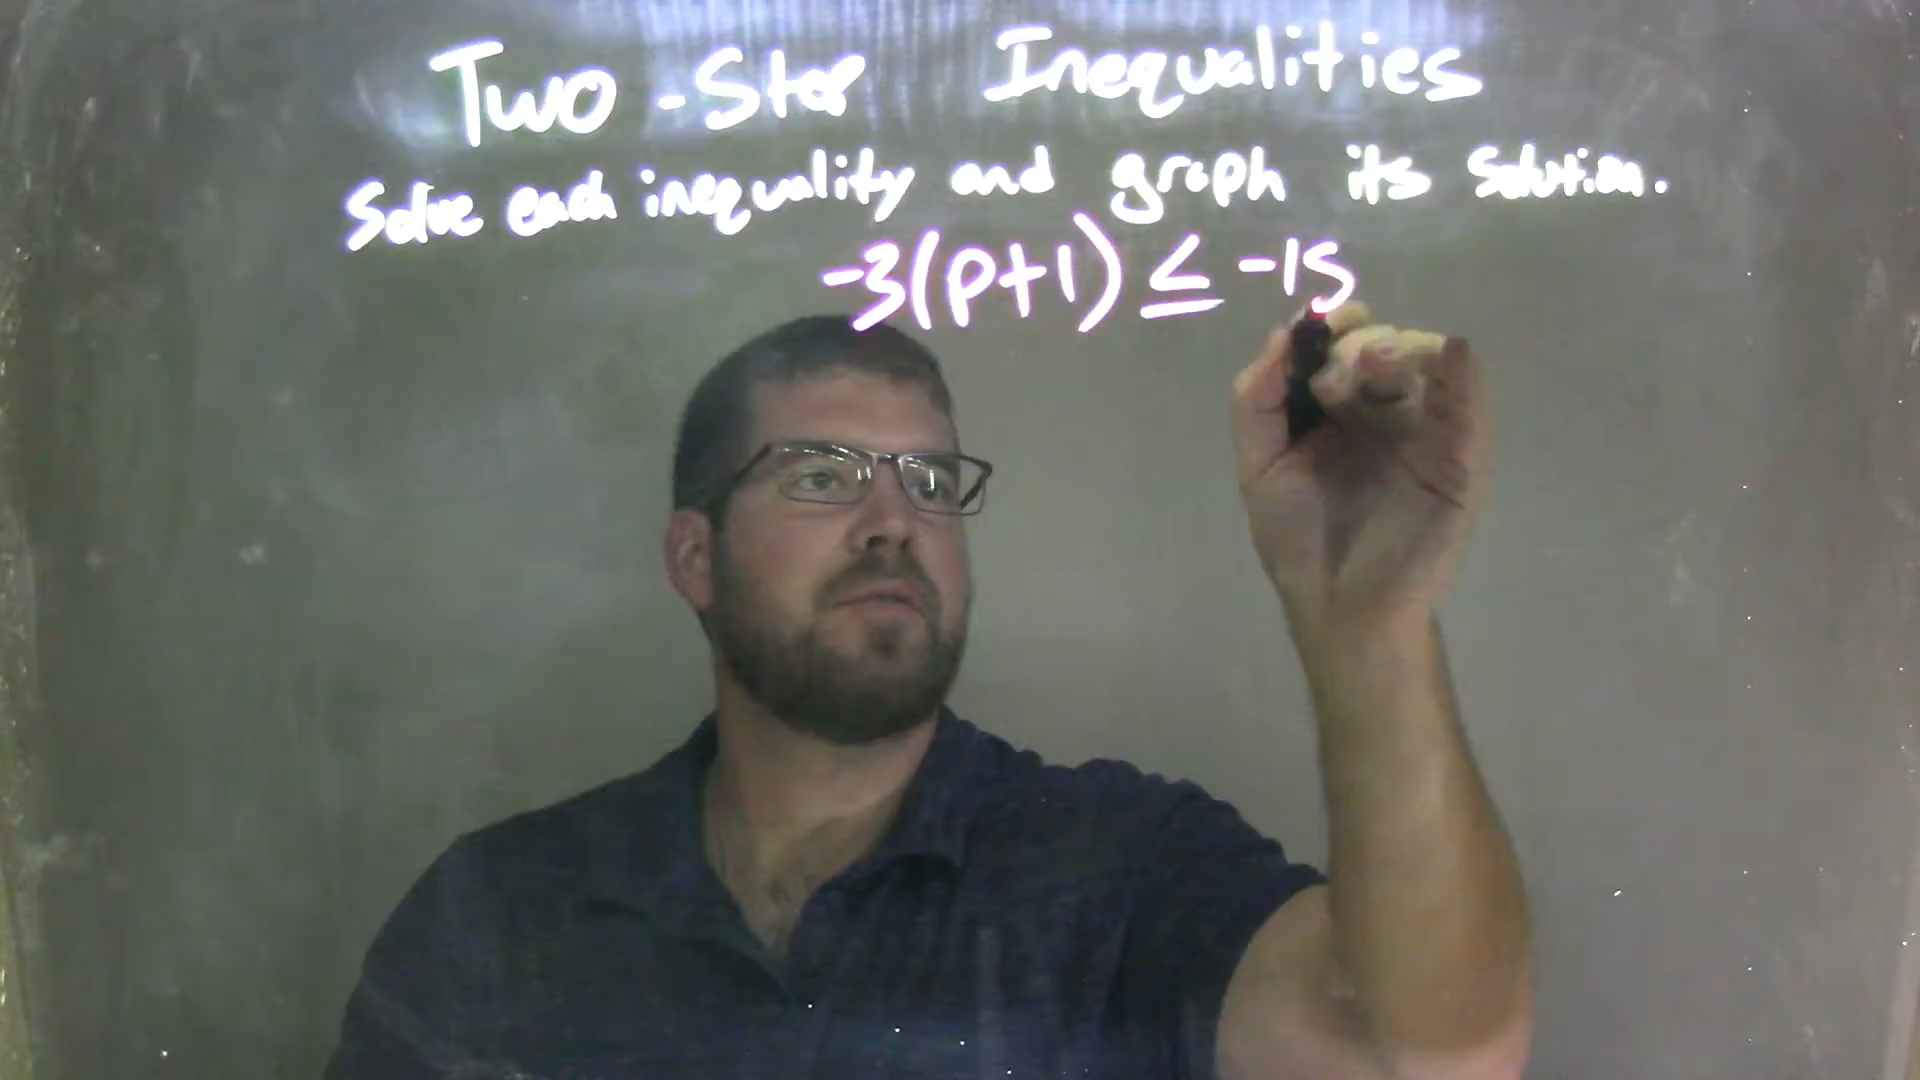 Two-Step Inequalities
Solve each inequality and graph its solution.
-3(p+1) ≤ -15